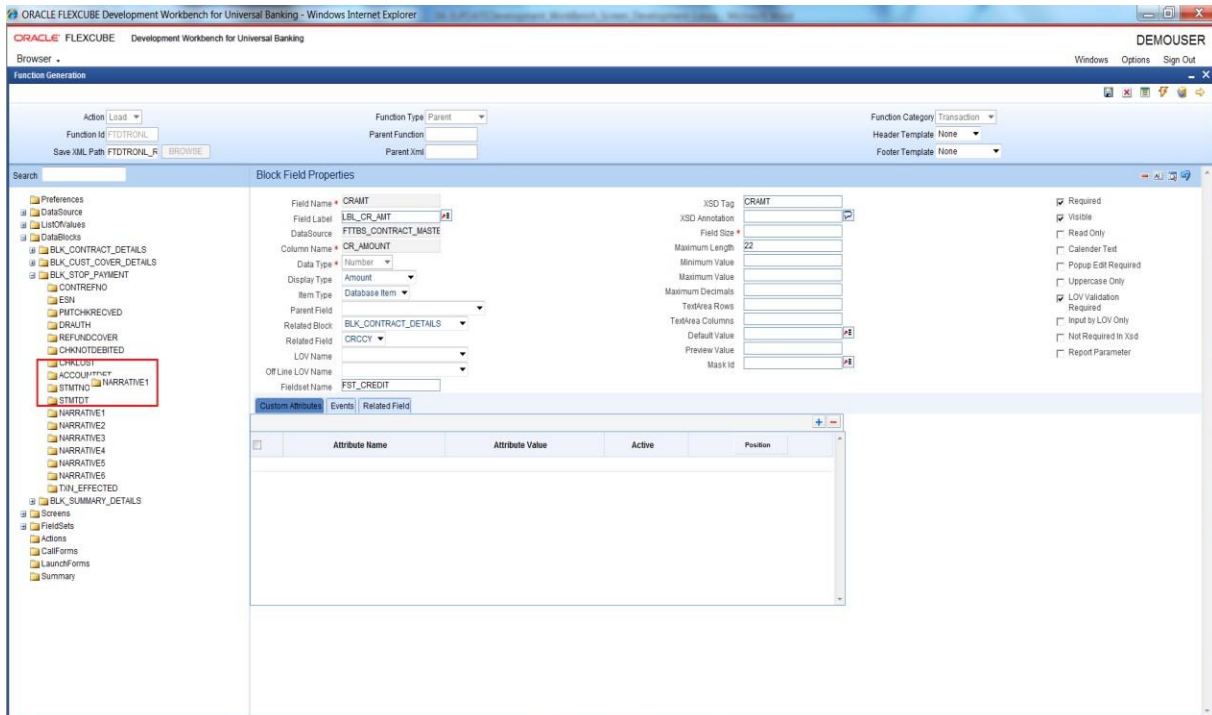 ORACLE FLEXCUBE Development Workbench for Universal Banking - Windows Internet Explorer
ORACLE FLEXCUBE Development Workbench for Universal Banking
DEMOUSER
Browser
Windows Options Sign Out
Function Generation
Action Load
Function Type Parent
Function Category Transaction
Function Id FTDTRONL
Parent Function
Header Template None
Save XML Path FTDTRONL_R BROWSE
Parent Xml
Footer Template None
Search
Preferences
DataSource
ListOfValues
DataBlocks
BLK_CONTRACT_DETAILS
BLK_CUST_COVER_DETAILS
BLK_STOP_PAYMENT
CONTREFNO
ESN
PMTCHKRECVED
DRAUTH
REFUNDCOVER
CHKNOTDEBITED
CHKLOST
ACCOUNTDET
STMTNO
NARRATIVE1
STMTDT
NARRATIVE1
NARRATIVE2
NARRATIVE3
NARRATIVE4
NARRATIVE5
NARRATIVE6
TXN_EFFECTED
BLK_SUMMARY_DETAILS
Screens
FieldSets
Actions
CallForms
LaunchForms
Summary
Block Field Properties
Field Name * CRAMT
Field Label LBL_CR_AMT
DataSource FTTBS_CONTRACT_MASTE
Column Name * CR_AMOUNT
Data Type * Number
Display Type Amount
Item Type Database Item
Parent Field
Related Block BLK_CONTRACT_DETAILS
Related Field CRCCY
LOV Name
Off Line LOV Name
Fieldset Name FST_CREDIT
XSD Tag CRAMT
XSD Annotation
Field Size *
Maximum Length 22
Minimum Value
Maximum Value
Maximum Decimals
TextArea Rows
TextArea Columns
Default Value
Preview Value
Mask Id
Required
Visible
Read Only
Calender Text
Popup Edit Required
Uppercase Only
LOV Validation
Required
Input by LOV Only
Not Required In Xsd
Report Parameter
Custom Attributes Events Related Field
Attribute Name Attribute Value Active Position